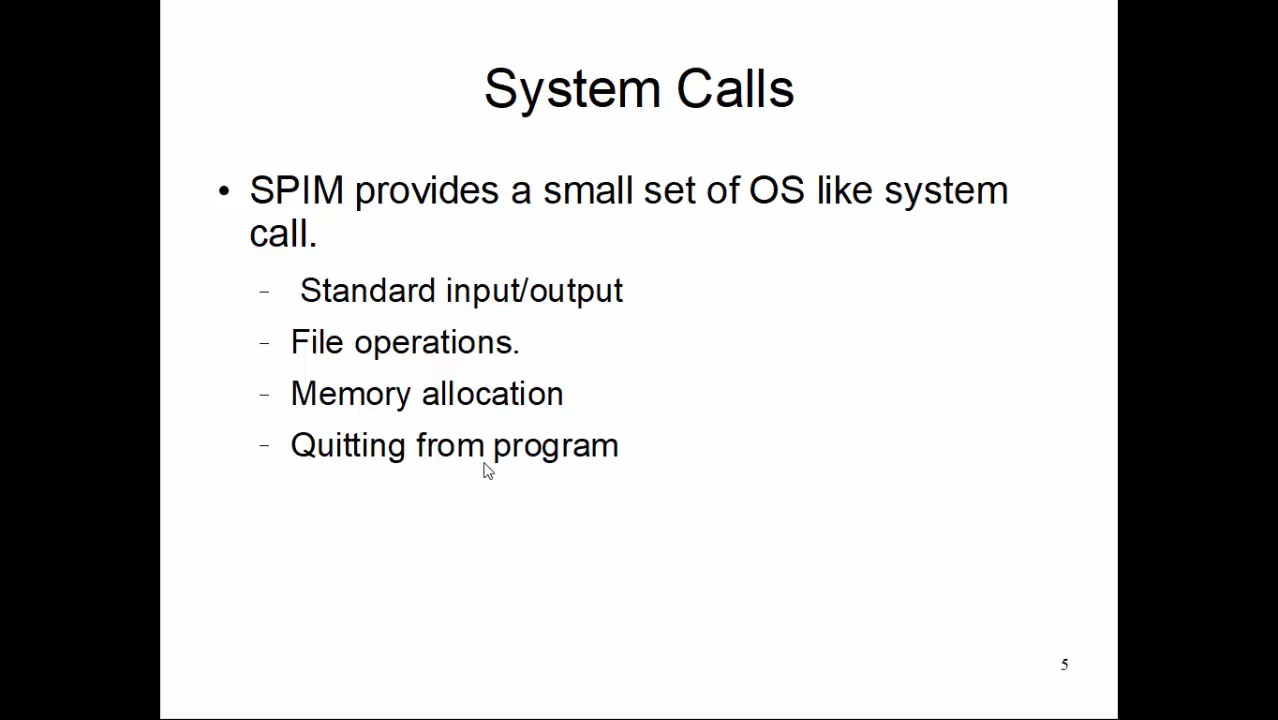 System Calls
• SPIM provides a small set of OS like system
call.
– Standard input/output
– File operations.
– Memory allocation
– Quitting from program
5